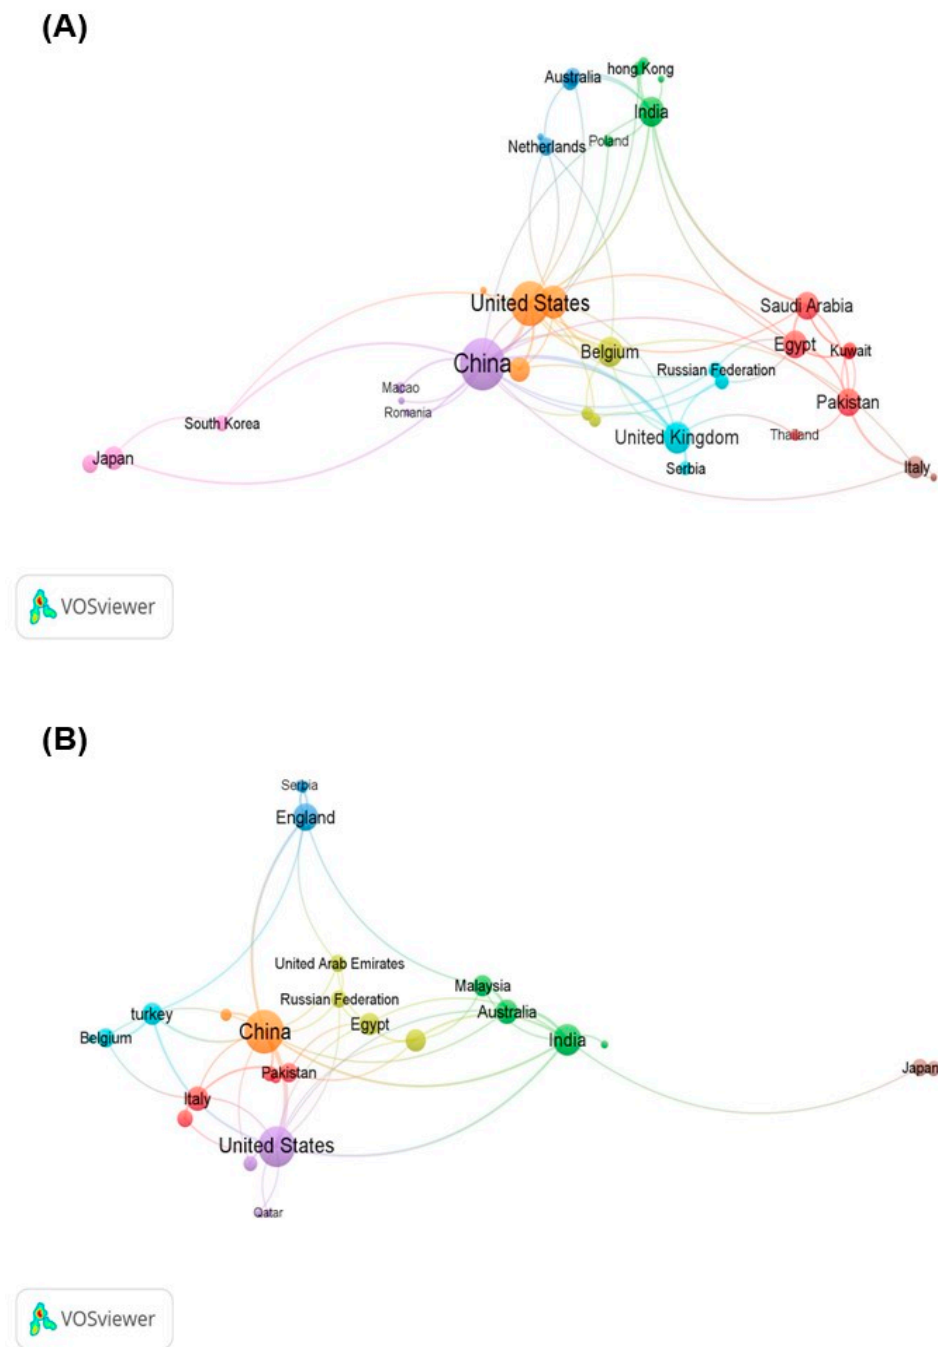 (A)
Australia
hong Kong
India
Netherlands
Poland
United States
Saudi Arabia
China
Belgium
Egypt
Kuwait
Russian Federation
Macao
Romania
Pakistan
South Korea
United Kingdom
Thailand
Japan
Serbia
Italy
VOSviewer
(B)
Serbia
England
United Arab Emirates
Malaysia
Russian Federation
turkey
Australia
Egypt
China
Belgium
India
Pakistan
Japan
Italy
United States
Qatar
VOSviewer